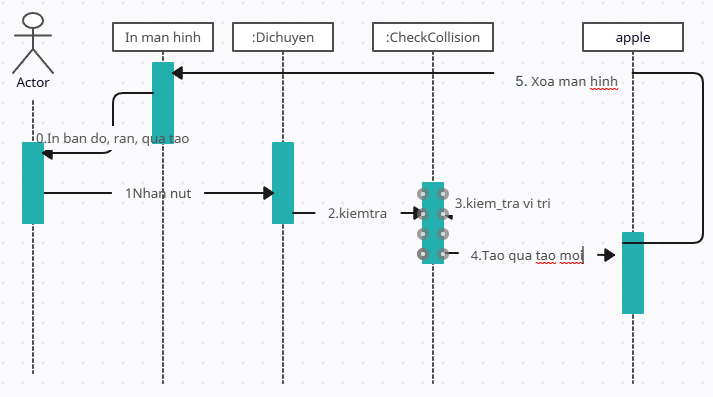 In man hinh
:Dichuyen
:CheckCollision
apple
Actor
5. Xoa man hinh
0.In ban do, ran, qua tao
1Nhan nut
2.kiemtra
3.kiem_tra vi tri
4.Tao qua tao moi